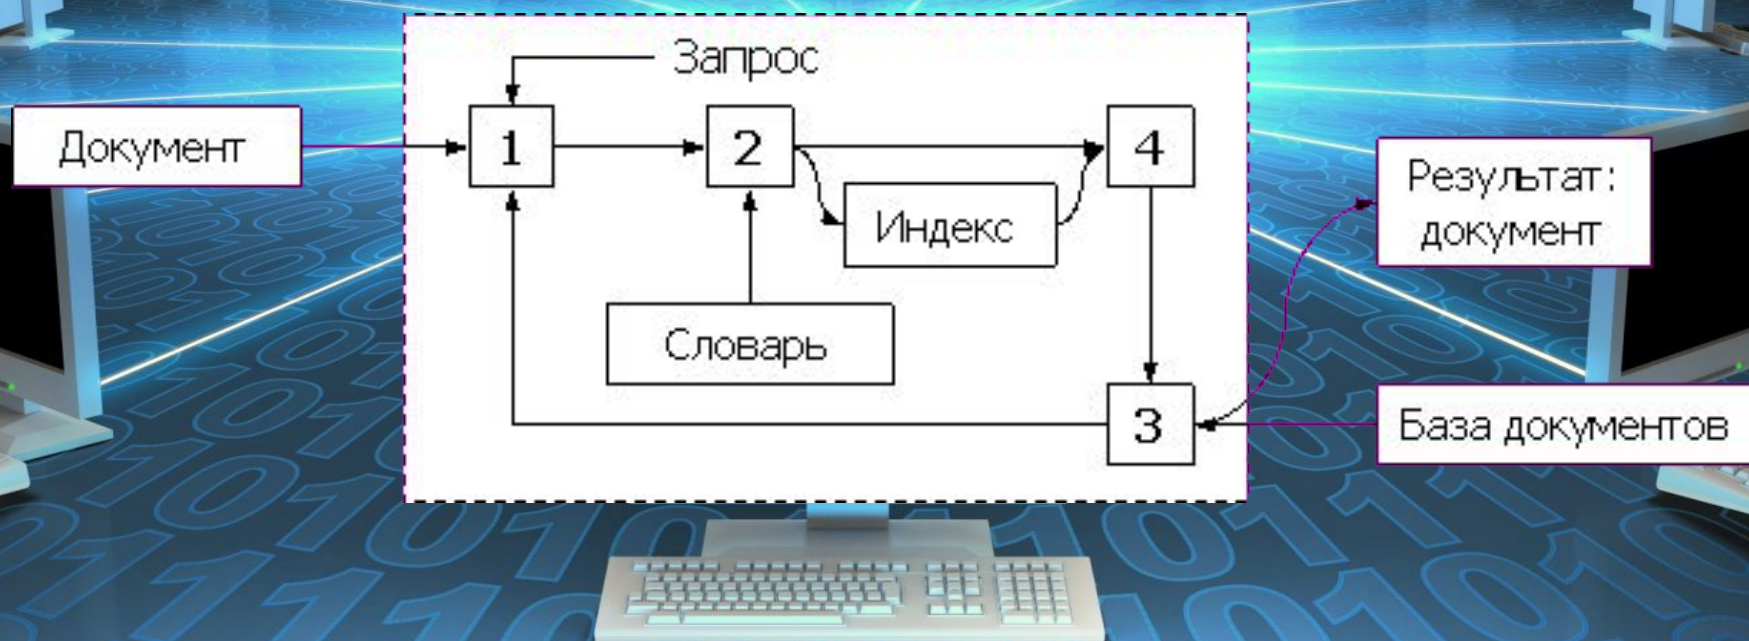 Запрос
Документ
1
2
4
Результат:
документ
Индекс
Словарь
3
База документов